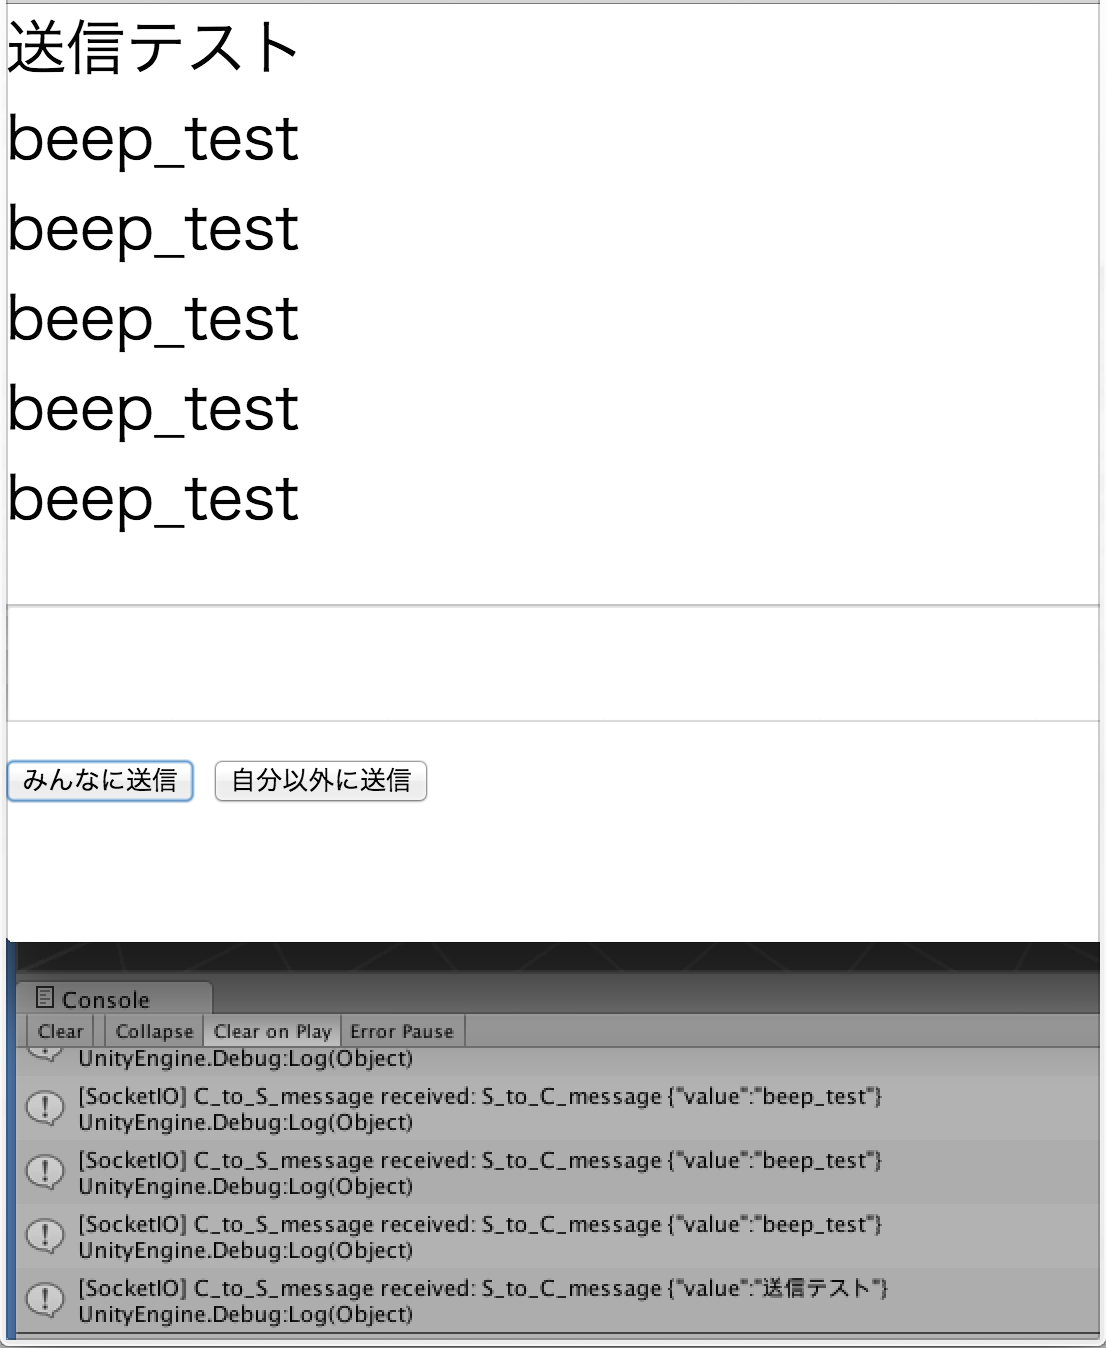 送信テスト
beep_test
beep_test
beep_test
beep_test
beep_test
みんなに送信 自分以外に送信
Console
Clear Collapse Clear on Play Error Pause
UnityEngine.Debug:Log(Object)
[SocketIO] C_to_S_message received: S_to_C_message {"value":"beep_test"}
UnityEngine.Debug:Log(Object)
[SocketIO] C_to_S_message received: S_to_C_message {"value":"beep_test"}
UnityEngine.Debug:Log(Object)
[SocketIO] C_to_S_message received: S_to_C_message {"value":"beep_test"}
UnityEngine.Debug:Log(Object)
[SocketIO] C_to_S_message received: S_to_C_message {"value":"送信テスト"}
UnityEngine.Debug:Log(Object)